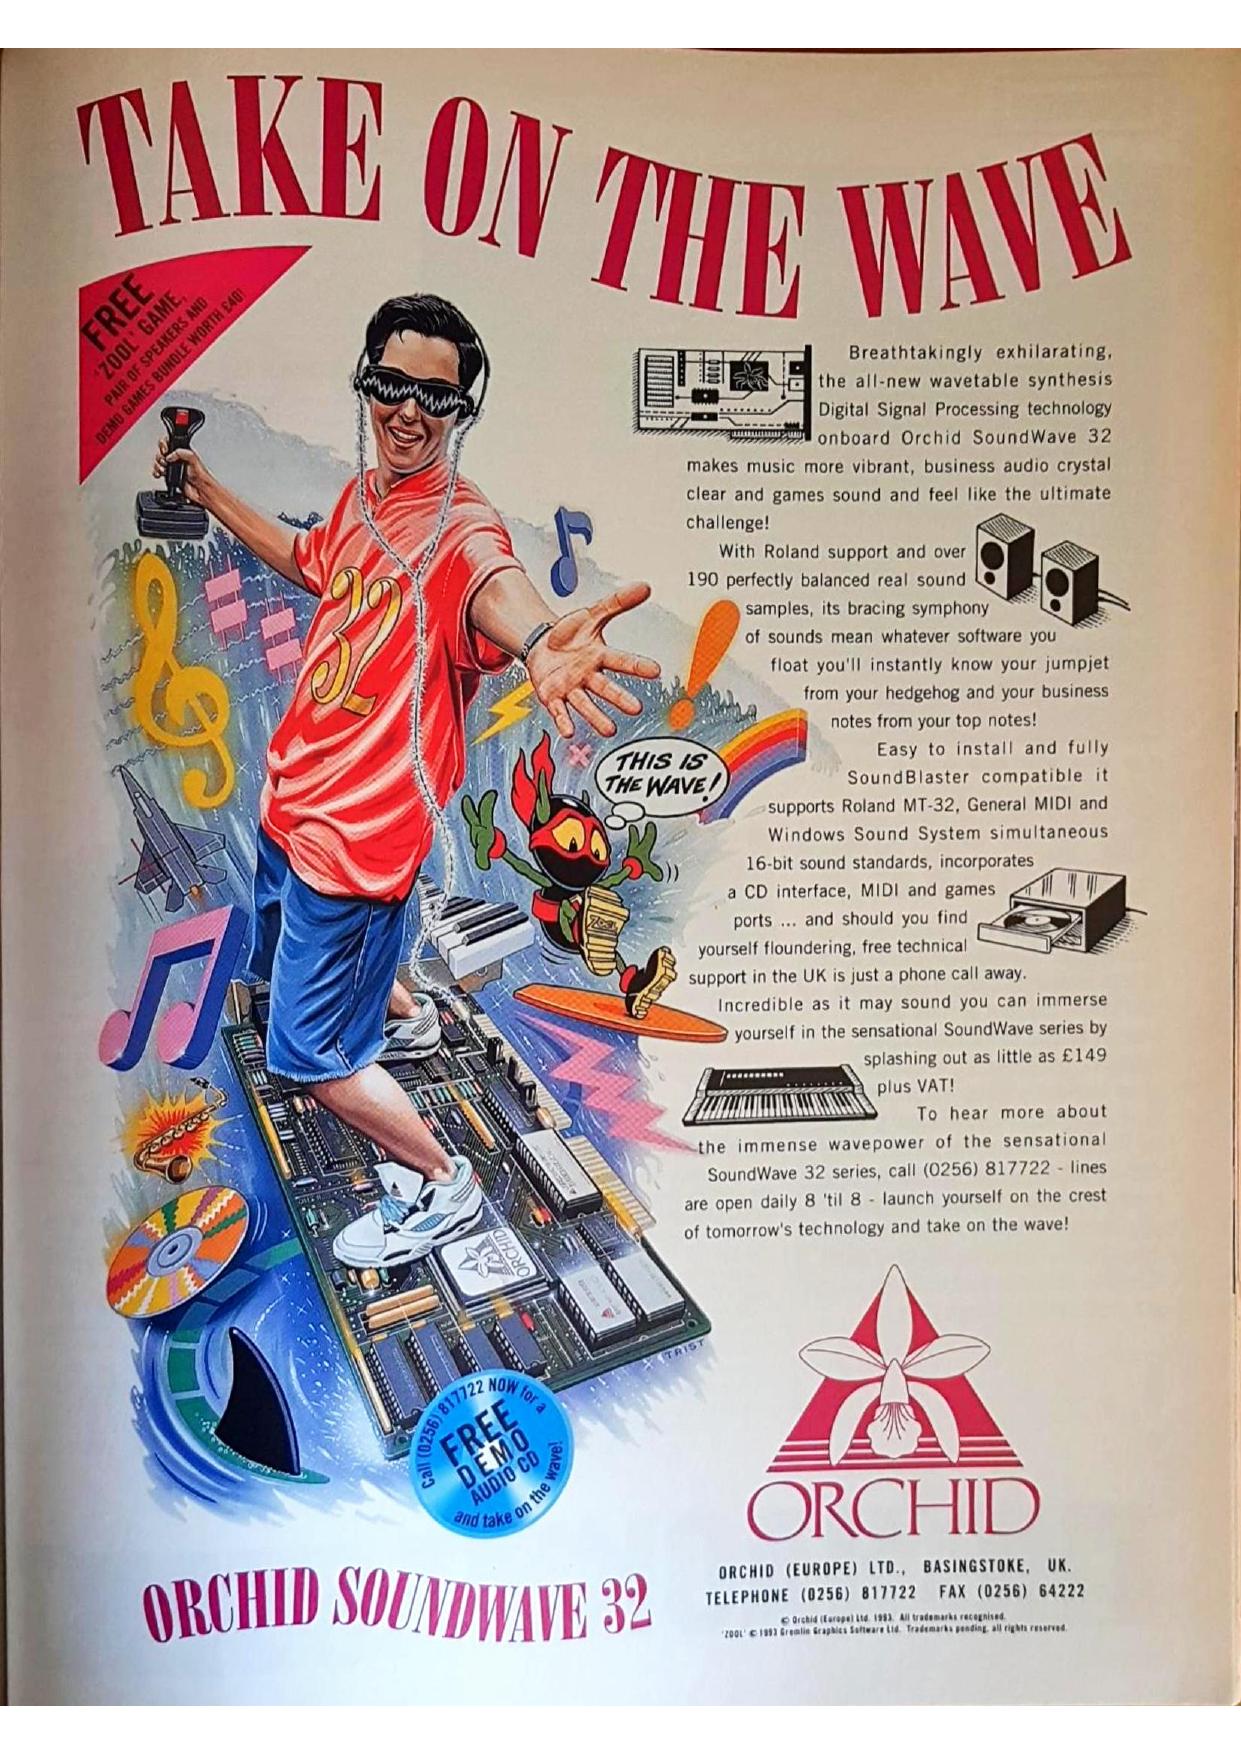 TAKE ON THE WAVE
FREE
'ZOOL' GAME,
PAIR OF SPEAKERS AND
DEMO GAMES BUNDLE WORTH £40!
32
THIS IS
THE WAVE!
Breathtakingly exhilarating,
the all-new wavetable synthesis
Digital Signal Processing technology
onboard Orchid SoundWave 32
makes music more vibrant, business audio crystal
clear and games sound and feel like the ultimate
challenge!
With Roland support and over
190 perfectly balanced real sound
samples, its bracing symphony
of sounds mean whatever software you
float you'll instantly know your jumpjet
from your hedgehog and your business
notes from your top notes!
Easy to install and fully
SoundBlaster compatible it
supports Roland MT-32, General MIDI and
Windows Sound System simultaneous
16-bit sound standards, incorporates
a CD interface, MIDI and games
ports ... and should you find
yourself floundering, free technical
support in the UK is just a phone call away.
Incredible as it may sound you can immerse
yourself in the sensational SoundWave series by
splashing out as little as £149
plus VAT!
To hear more about
the immense wavepower of the sensational
SoundWave 32 series, call (0256) 817722 - lines
are open daily 8 'til 8 - launch yourself on the crest
of tomorrow's technology and take on the wave!
ORCHID
TRIST
Call (0256) 817722 NOW for a
FREE
DEMO
AUDIO CD
and take on the wave!
ORCHID
ORCHID SOUNDWAVE 32
ORCHID (EUROPE) LTD., BASINGSTOKE, UK.
TELEPHONE (0256) 817722 FAX (0256) 64222
© Orchid (Europe) Ltd. 1993. All trademarks recognised.
'ZOOL' © 1993 Gremlin Graphics Software Ltd. Trademarks pending, all rights reserved.